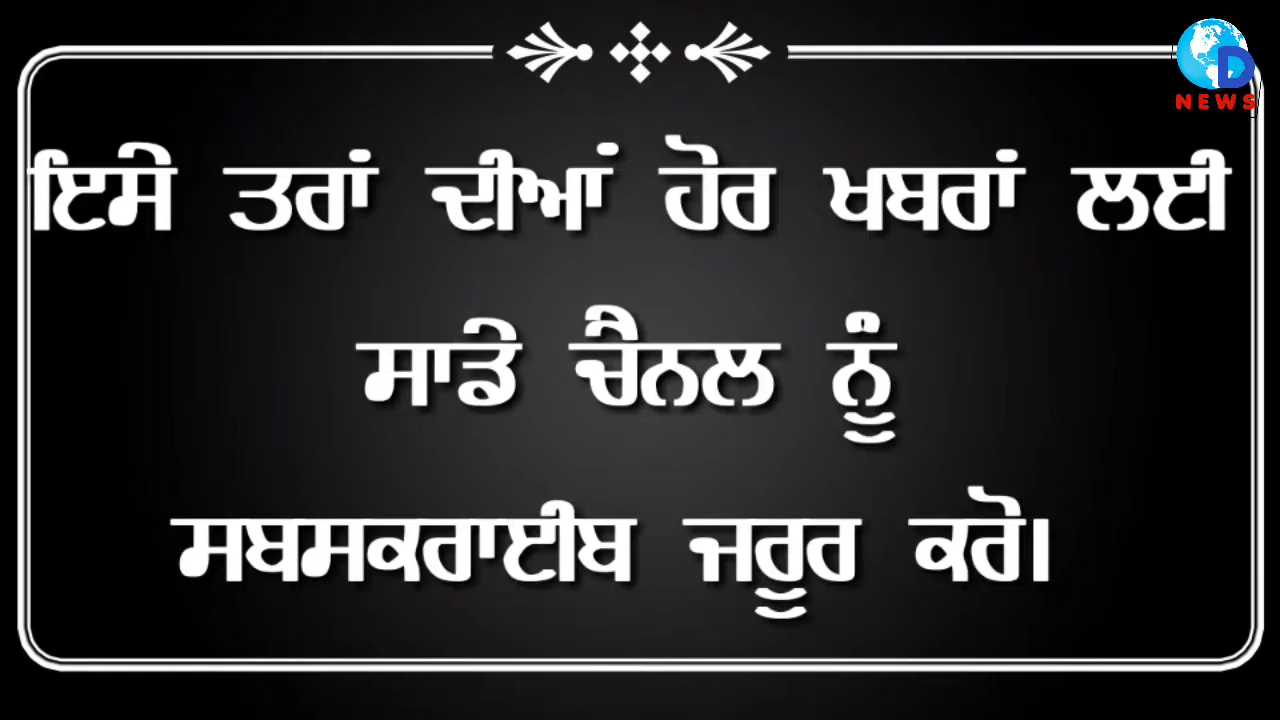 D
NEWS
ਇਸੇ ਤਰਾਂ ਦੀਆਂ ਹੋਰ ਖਬਰਾਂ ਲਈ
ਸਾਡੇ ਚੈਨਲ ਨੂੰ
ਸਬਸਕਰਾਈਬ ਜਰੂਰ ਕਰੋ।